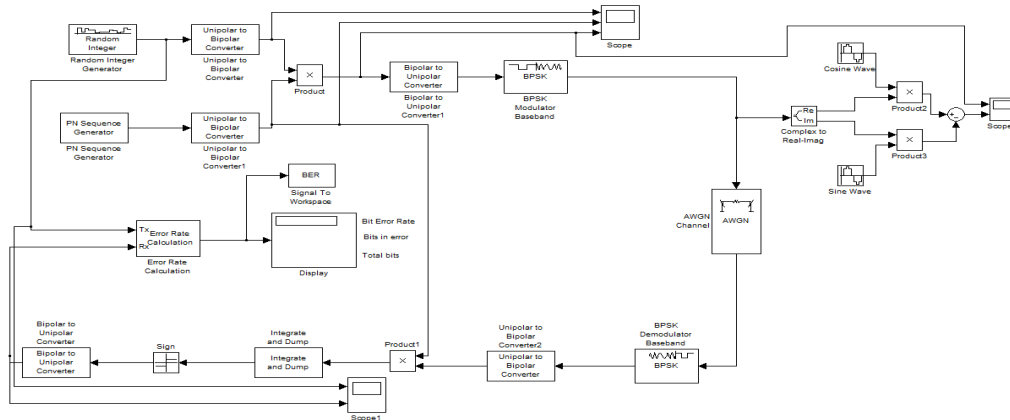 Random
Integer
Random Integer
Generator
Unipolar to
Bipolar
Converter
Unipolar to
Bipolar
Converter
×
Product
Scope
Bipolar to
Unipolar
Converter
Bipolar to
Unipolar
Converter1
BPSK
BPSK
Modulator
Baseband
PN Sequence
Generator
PN Sequence
Generator
Unipolar to
Bipolar
Converter
Unipolar to
Bipolar
Converter1
Cosine Wave
×
Product2
Re
Im
Complex to
Real-Imag
×
Product3
Sine Wave
+
-
Scope
BER
Signal To
Workspace
Tx
Rx
Error Rate
Calculation
Error Rate
Calculation
Bit Error Rate
Bits in error
Total bits
Display
AWGN
Channel
AWGN
Bipolar to
Unipolar
Converter
Bipolar to
Unipolar
Converter
Sign
Integrate
and Dump
Integrate
and Dump
Product1
×
Unipolar to
Bipolar
Converter2
Unipolar to
Bipolar
Converter
BPSK
Demodulator
Baseband
BPSK
Scope1